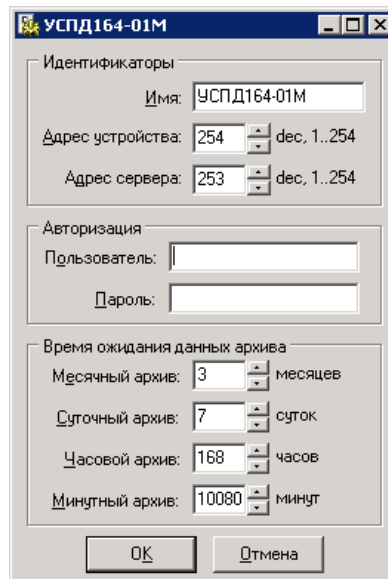 УСПД164-01М
Идентификаторы
Имя: УСПД164-01М
Адрес устройства: 254 dec, 1..254
Адрес сервера: 253 dec, 1..254
Авторизация
Пользователь:
Пароль:
Время ожидания данных архива
Месячный архив: 3 месяцев
Суточный архив: 7 суток
Часовой архив: 168 часов
Минутный архив: 10080 минут
OK Отмена